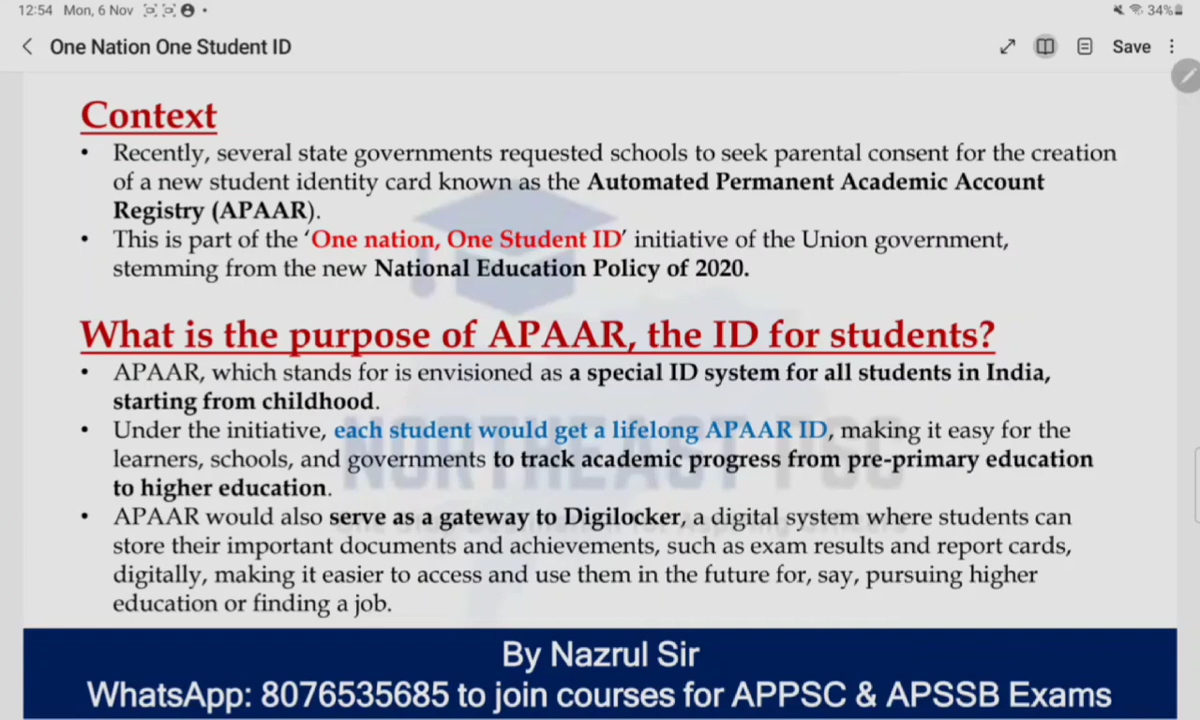 12:54 Mon, 6 Nov
34%
One Nation One Student ID
Save
Context
• Recently, several state governments requested schools to seek parental consent for the creation
of a new student identity card known as the Automated Permanent Academic Account
Registry (APAAR).
• This is part of the ‘One nation, One Student ID’ initiative of the Union government,
stemming from the new National Education Policy of 2020.
What is the purpose of APAAR, the ID for students?
• APAAR, which stands for is envisioned as a special ID system for all students in India,
starting from childhood.
• Under the initiative, each student would get a lifelong APAAR ID, making it easy for the
learners, schools, and governments to track academic progress from pre-primary education
to higher education.
• APAAR would also serve as a gateway to Digilocker, a digital system where students can
store their important documents and achievements, such as exam results and report cards,
digitally, making it easier to access and use them in the future for, say, pursuing higher
education or finding a job.
By Nazrul Sir
WhatsApp: 8076535685 to join courses for APPSC & APSSB Exams